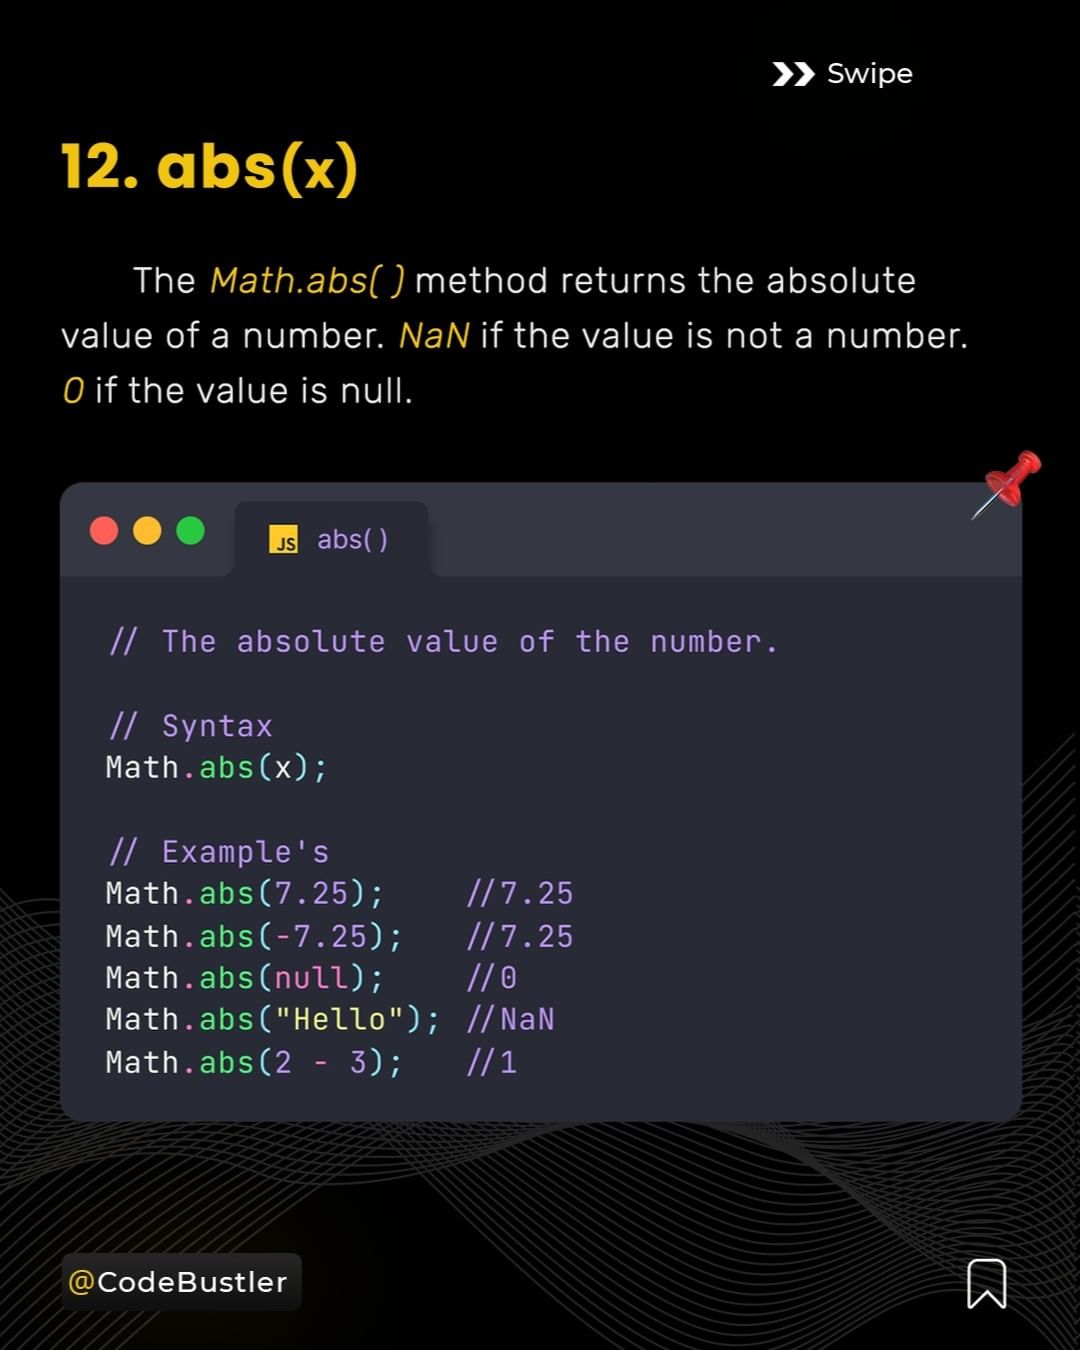 Swipe
12. abs(x)
The Math.abs( ) method returns the absolute
value of a number. NaN if the value is not a number.
0 if the value is null.
JS abs( )
// The absolute value of the number.
// Syntax
Math.abs(x);
// Example's
Math.abs(7.25); //7.25
Math.abs(-7.25); //7.25
Math.abs(null); //0
Math.abs("Hello"); //NaN
Math.abs(2 - 3); //1
@CodeBustler